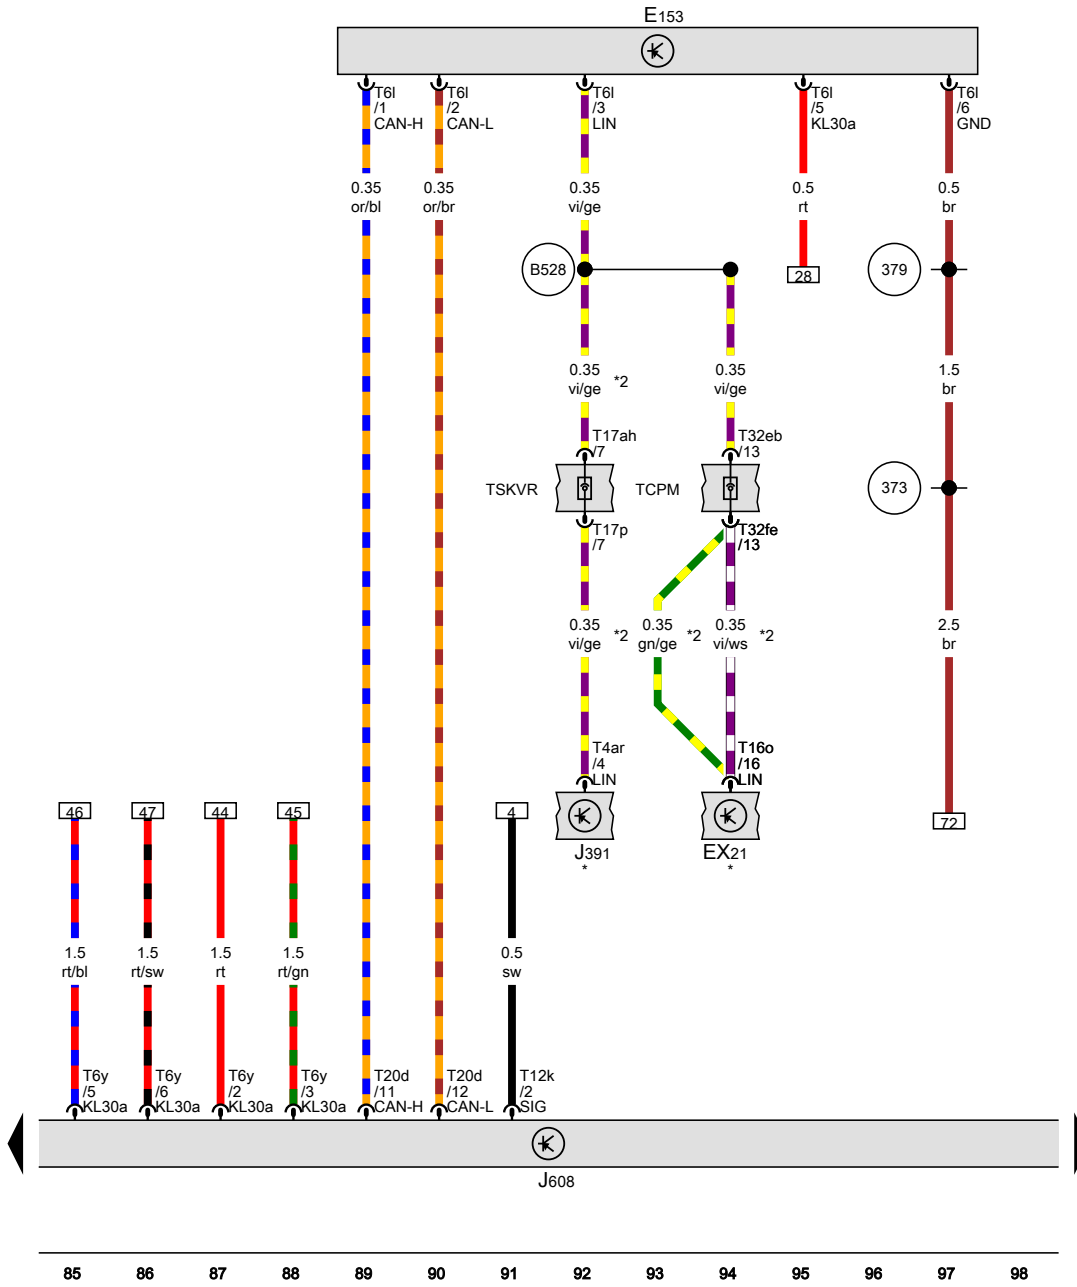 E153
T6l
/1
CAN-H
T6l
/2
CAN-L
T6l
/3
LIN
T6l
/5
KL30a
T6l
/6
GND
0.35
or/bl
0.35
or/br
0.35
vi/ge
0.5
rt
0.5
br
B528
28
379
0.35
vi/ge
*2
0.35
vi/ge
1.5
br
T17ah
/7
T32eb
/13
TSKVR
TCPM
373
T17p
/7
T32fe
/13
0.35
vi/ge
*2
0.35
gn/ge
*2
0.35
vi/ws
*2
2.5
br
T4ar
/4
LIN
T16o
/16
LIN
46
47
44
45
4
72
J391
*
EX21
*
1.5
rt/bl
1.5
rt/sw
1.5
rt
1.5
rt/gn
0.5
sw
T6y
/5
KL30a
T6y
/6
KL30a
T6y
/2
KL30a
T6y
/3
KL30a
T20d
/11
CAN-H
T20d
/12
CAN-L
T12k
/2
SIG
J608
85 86 87 88 89 90 91 92 93 94 95 96 97 98